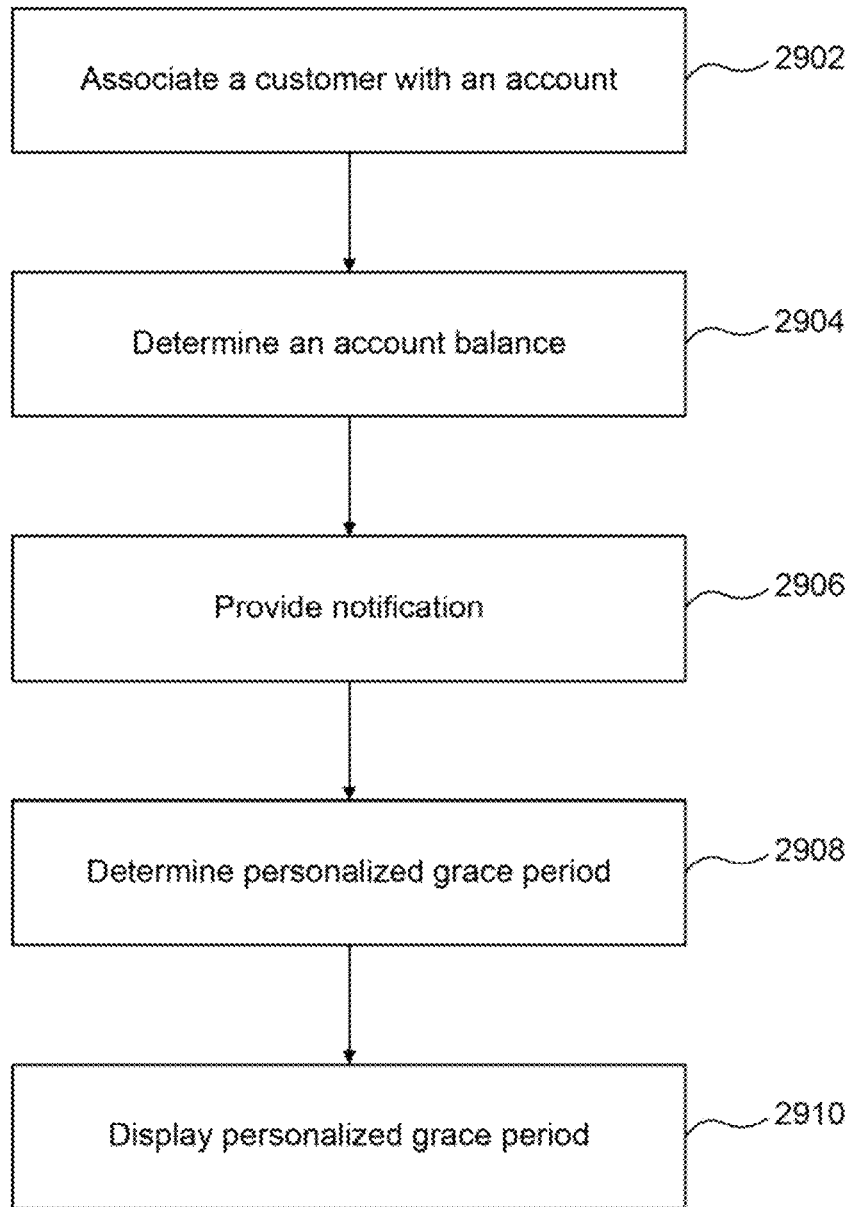 Associate a customer with an account
2902
Determine an account balance
2904
Provide notification
2906
Determine personalized grace period
2908
Display personalized grace period
2910